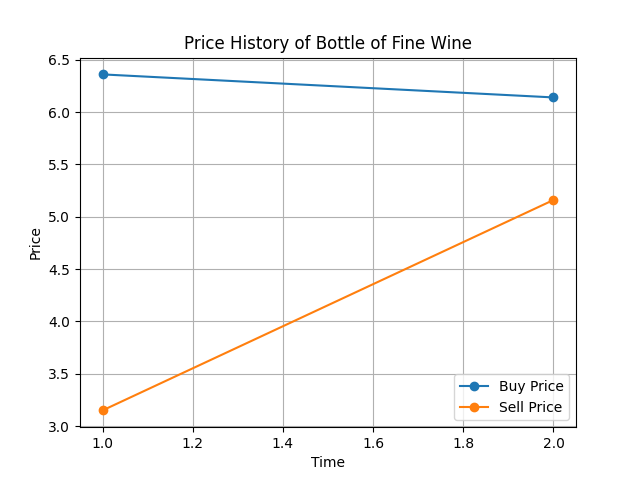 Price History of Bottle of Fine Wine
6.5
6.0
5.5
5.0
4.5
4.0
3.5
3.0
Price
Buy Price
Sell Price
1.0 1.2 1.4 1.6 1.8 2.0
Time